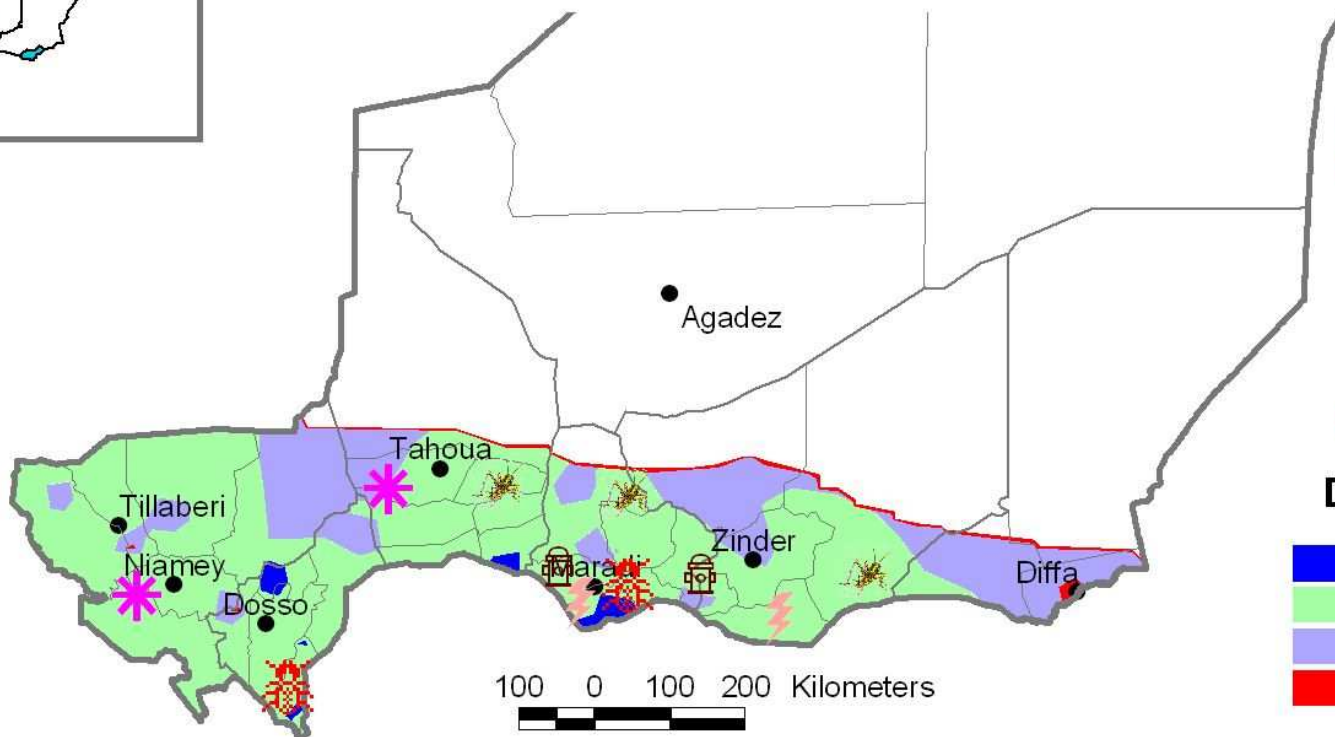 Agadez
Tahoua
Tillaberi
Zinder
Niamey
Diffa
Dosso
100 0 100 200 Kilometers